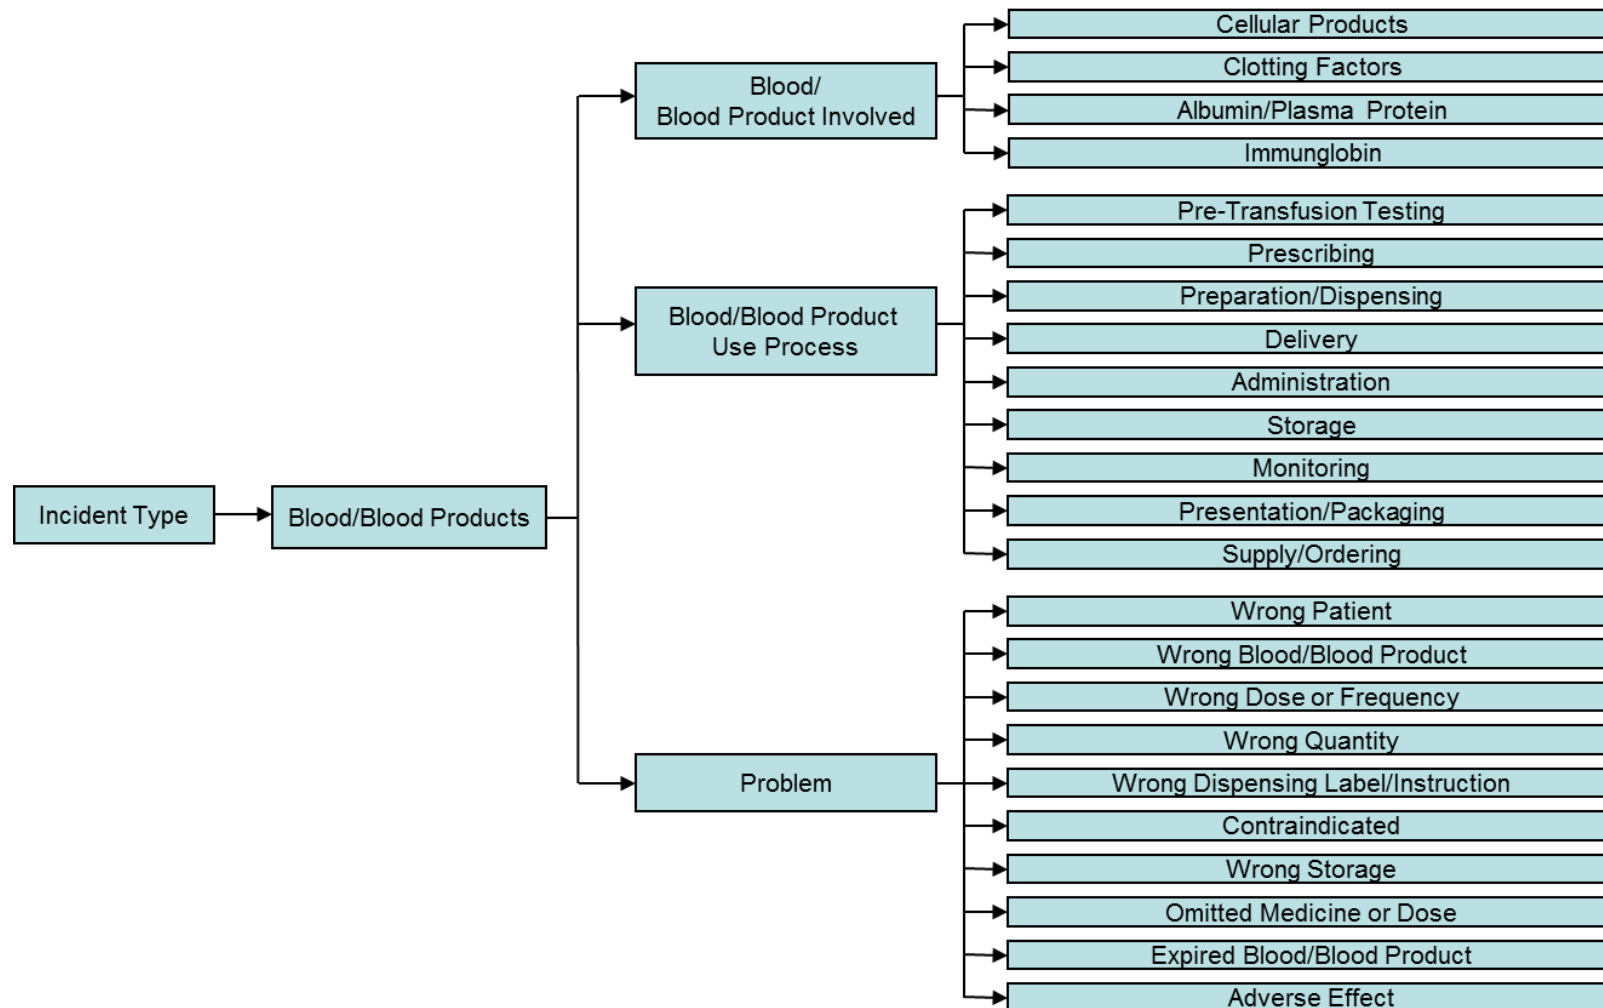 Incident Type
Blood/Blood Products
Blood/
Blood Product Involved
Cellular Products
Clotting Factors
Albumin/Plasma Protein
Immunglobin
Blood/Blood Product
Use Process
Pre-Transfusion Testing
Prescribing
Preparation/Dispensing
Delivery
Administration
Storage
Monitoring
Presentation/Packaging
Supply/Ordering
Problem
Wrong Patient
Wrong Blood/Blood Product
Wrong Dose or Frequency
Wrong Quantity
Wrong Dispensing Label/Instruction
Contraindicated
Wrong Storage
Omitted Medicine or Dose
Expired Blood/Blood Product
Adverse Effect